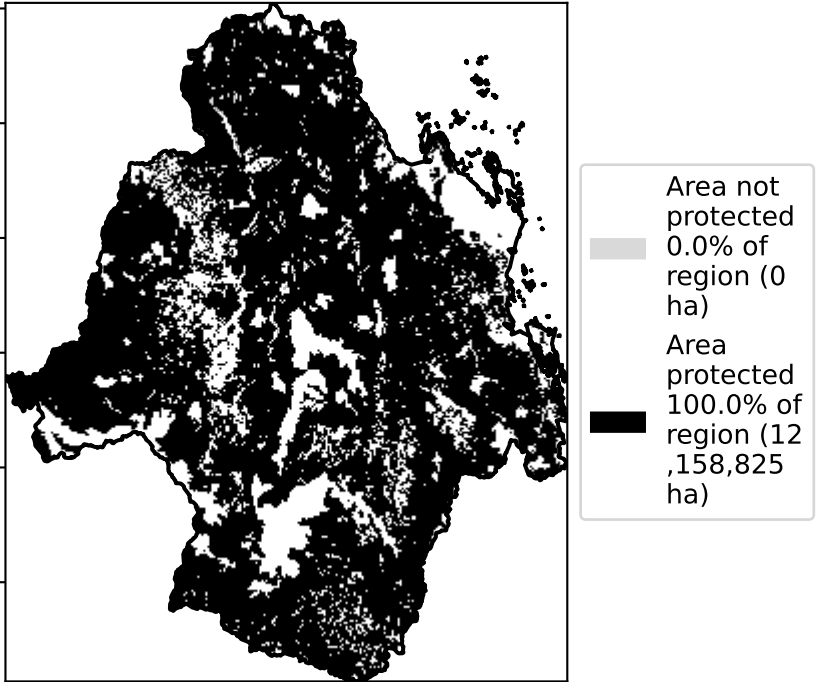 Area not
protected
0.0% of
region (0
ha)
Area
protected
100.0% of
region (12
,158,825
ha)